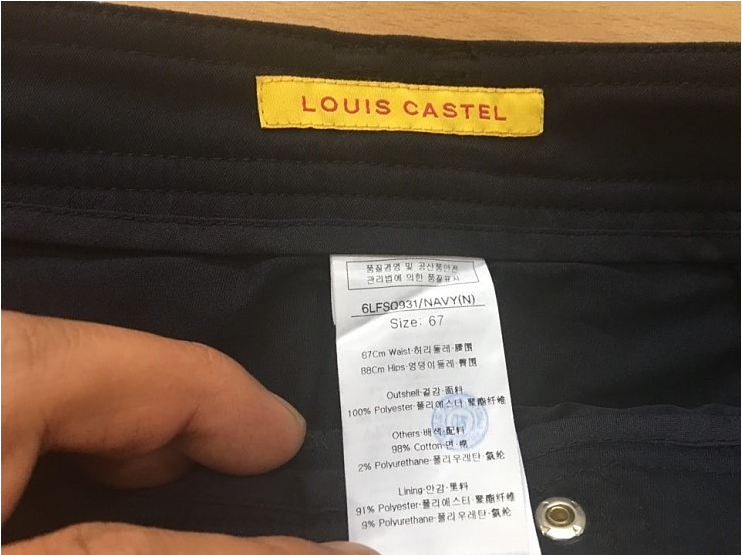 LOUIS CASTEL
품질경영 및 공산품안전
관리법에 의한 품질표시
6LFSQ931/NAVY(N)
Size: 67
67Cm Waist·허리둘레·腰围
88Cm Hips·엉덩이둘레·臀围
Outshell·겉감·面料
100% Polyester·폴리에스터·聚酯纤维
Others·배색·配料
98% Cotton·면·棉
2% Polyurethane·폴리우레탄·氨纶
Lining·안감·里料
91% Polyester·폴리에스터·聚酯纤维
9% Polyurethane·폴리우레탄·氨纶